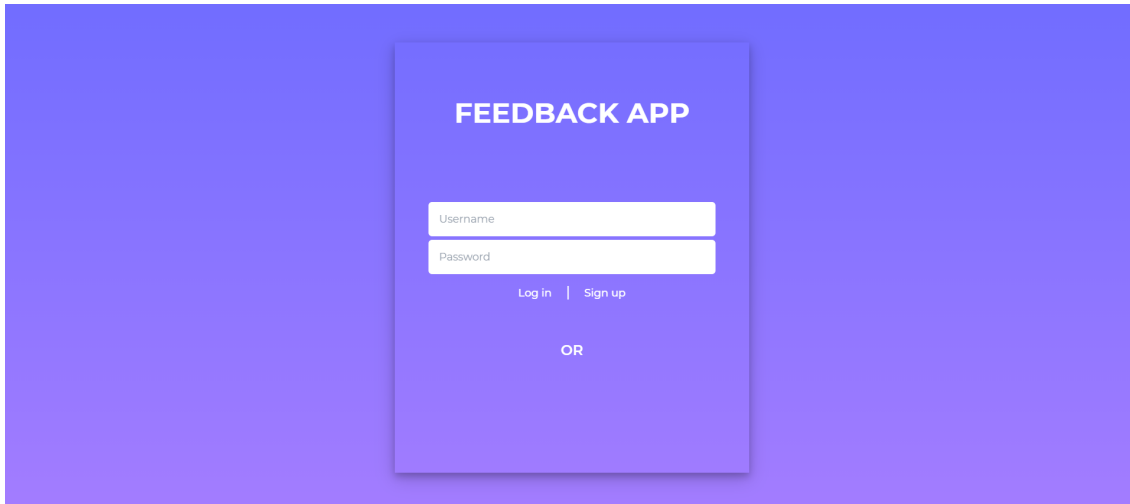 FEEDBACK APP
Username
Password
Log in | Sign up
OR